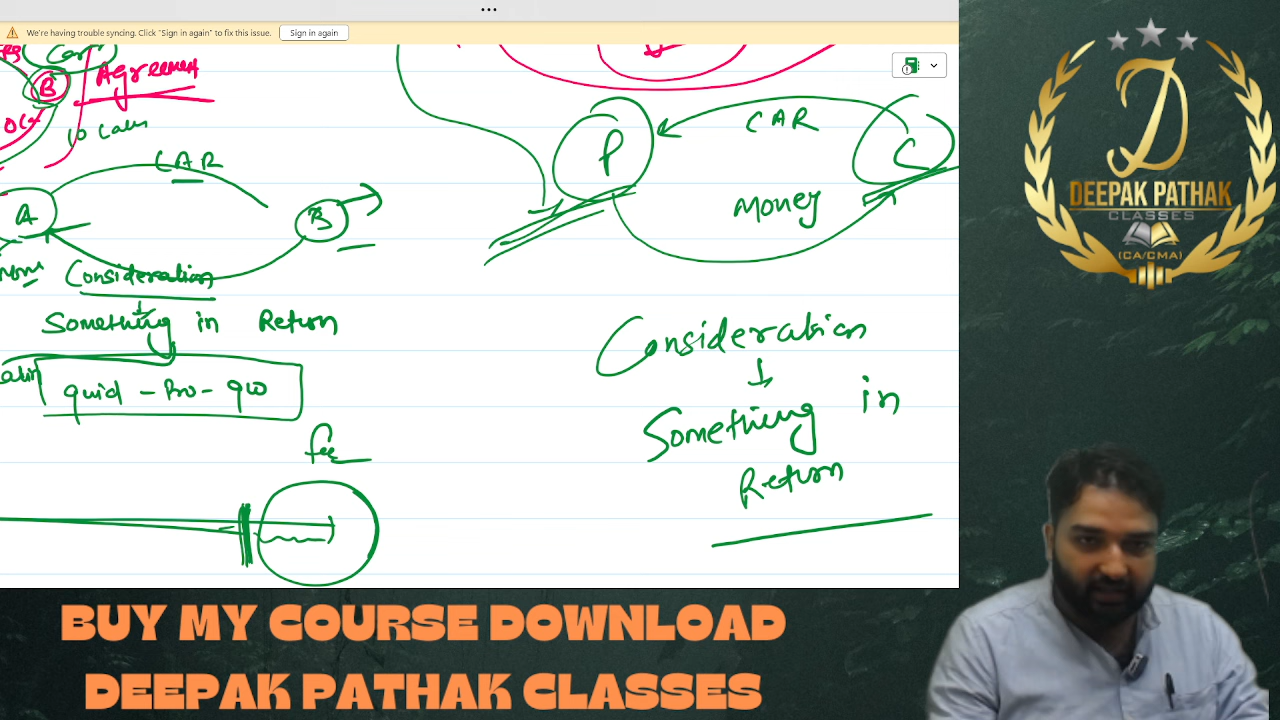 We're having trouble syncing. Click "Sign in again" to fix this issue.
Sign in again
B
Agreement
10
CAR
A
B
Consideration
Something in Return
quid - Pro - quo
fee
P
CAR
C
Money
Consideration
Something in
Return
D
DEEPAK PATHAK
CLASSES
(CA/CMA)
BUY MY COURSE DOWNLOAD
DEEPAK PATHAK CLASSES